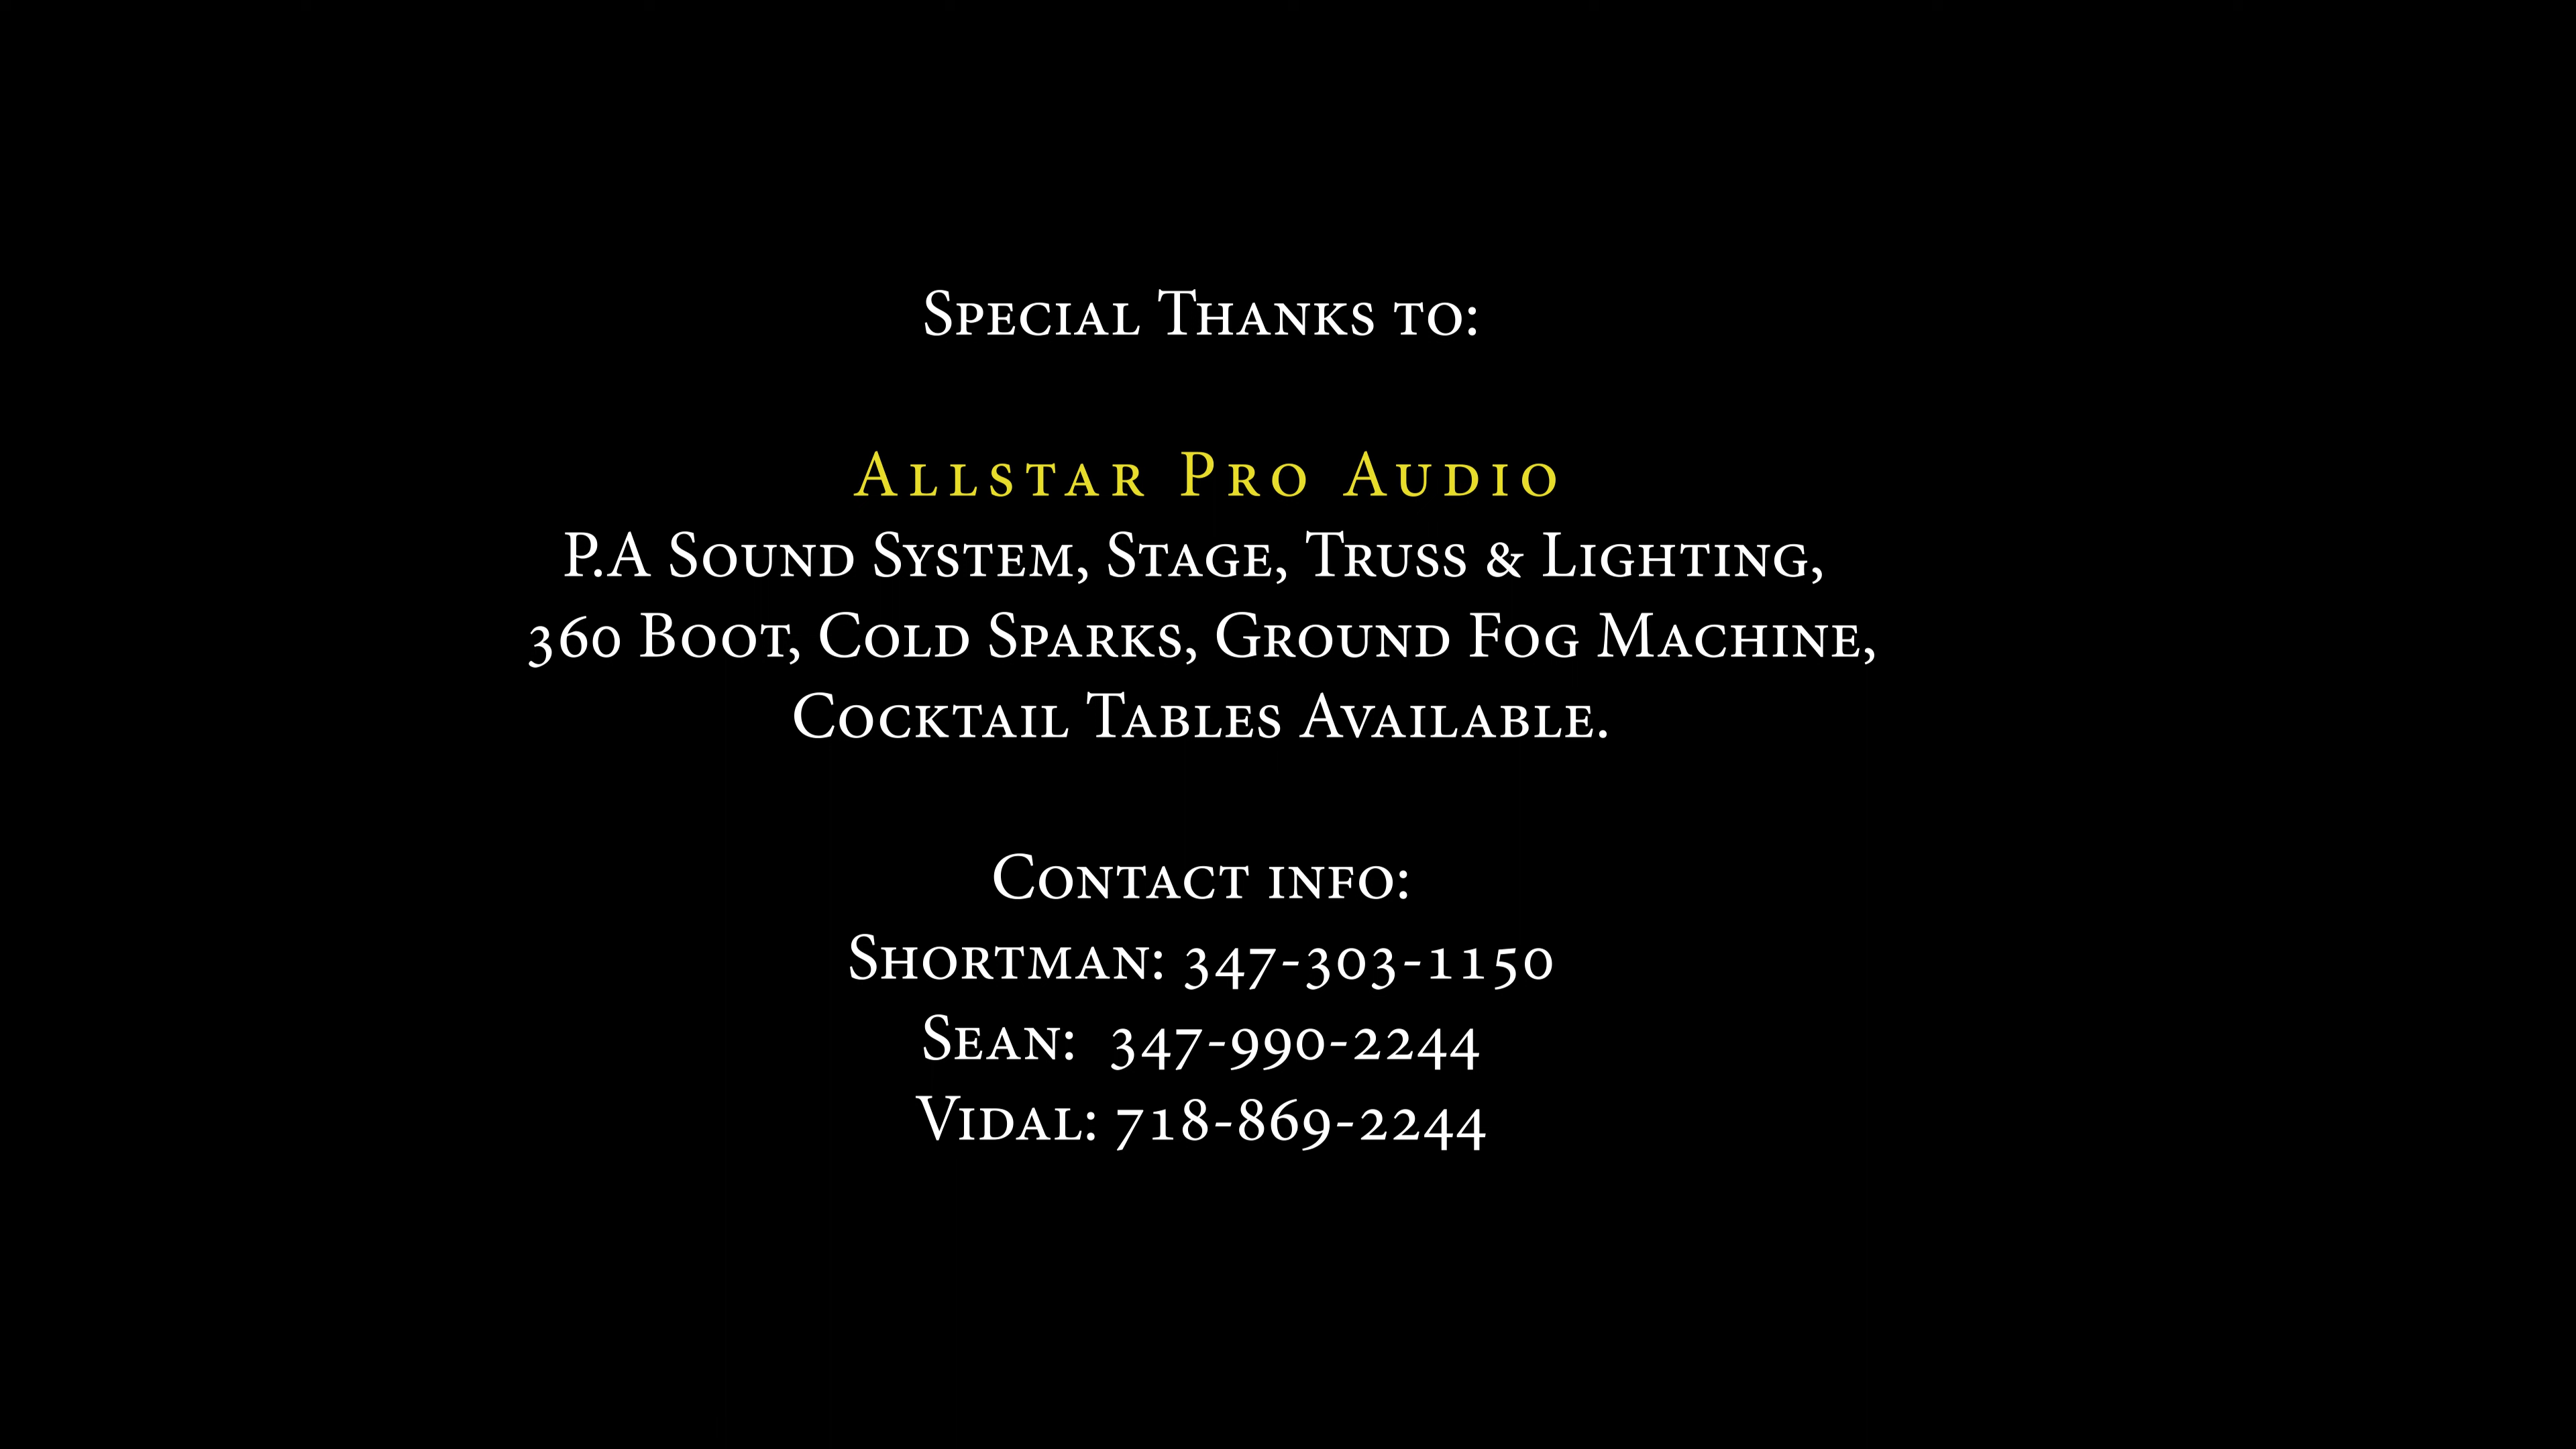 Special Thanks to:
Allstar Pro Audio
P.A Sound System, Stage, Truss & Lighting,
360 Boot, Cold Sparks, Ground Fog Machine,
Cocktail Tables Available.
Contact info:
Shortman: 347-303-1150
Sean: 347-990-2244
Vidal: 718-869-2244